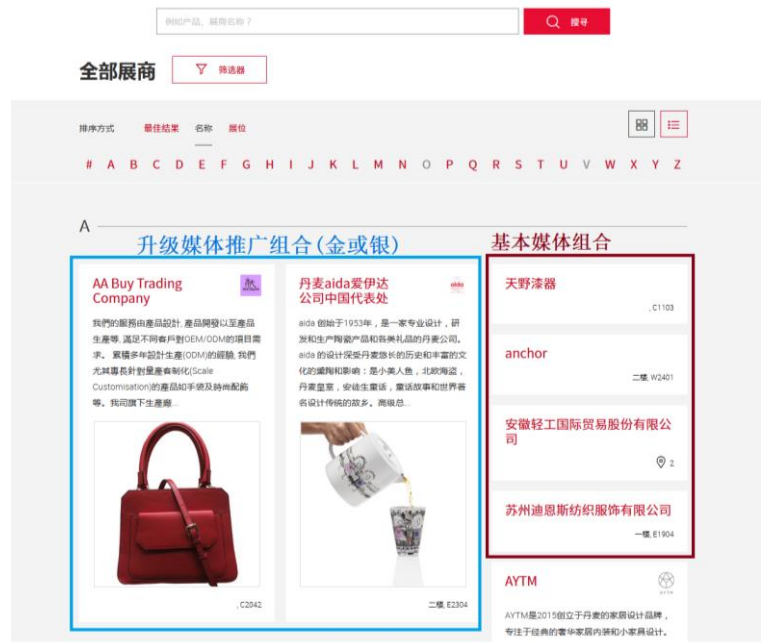 例如产品、展商名称？
搜寻
全部展商
筛选器
排序方式 最佳结果 名称 展位
# A B C D E F G H I J K L M N O P Q R S T U V W X Y Z
A
升级媒体推广组合(金或银)
基本媒体组合
AA Buy Trading
Company
我們的服務由產品設計, 產品開發以至產品
生產等, 滿足不同客戶對OEM/ODM的項目需
求。 累積多年設計生產(ODM)的經驗, 我們
尤其專長針對量產客制化(Scale
Customisation)的產品如手袋及時尚配飾
等。我司旗下生產廠...
, C2042
丹麦aida爱伊达
公司中国代表处
aida
aida 创始于1953年，是一家专业设计，研
发和生产陶瓷产品和各类礼品的丹麦公司。
aida 的设计深受丹麦悠长的历史和丰富的文
化的熏陶和影响：是小美人鱼，北欧海盗，
丹麦皇室，安徒生童话，童话故事和世界著
名设计传统的故乡。高级总...
二樓, E2304
天野漆器
, C1103
anchor
二樓, W2401
安徽轻工国际贸易股份有限公
司
2
苏州迪恩斯纺织服饰有限公司
一樓, E1904
AYTM
AYTM
AYTM是2015创立于丹麦的家居设计品牌，
专注于经典的奢华家居内装和小家具设计。